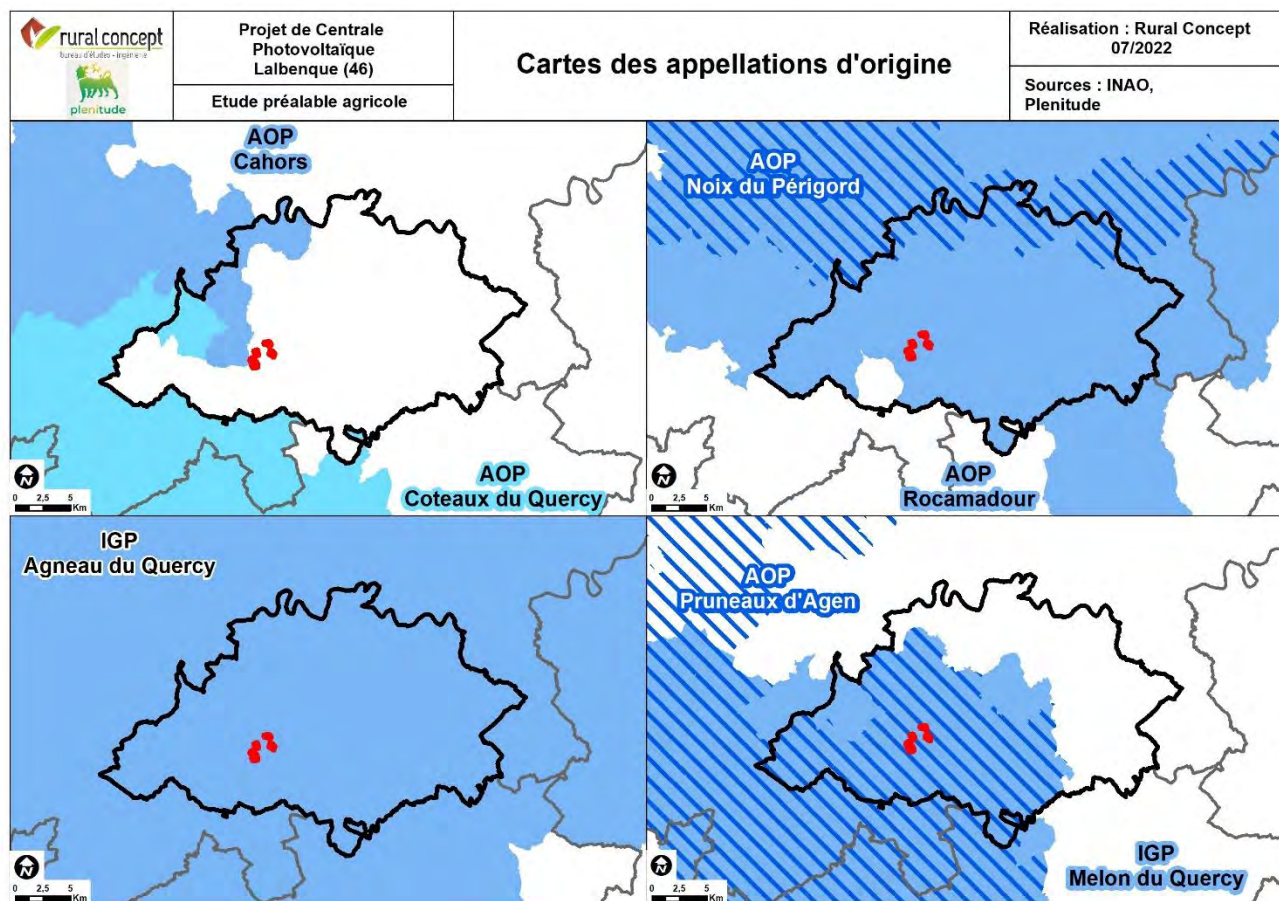 rural concept
bureau d'études - ingénierie
plenitude
Projet de Centrale
Photovoltaïque
Lalbenque (46)
Etude préalable agricole
Cartes des appellations d'origine
Réalisation : Rural Concept
07/2022
Sources : INAO,
Plenitude
AOP
Cahors
AOP
Coteaux du Quercy
N
0 2,5 5
Km
AOP
Noix du Périgord
AOP
Rocamadour
N
0 2,5 5
Km
IGP
Agneau du Quercy
N
0 2,5 5
Km
AOP
Pruneaux d'Agen
IGP
Melon du Quercy
N
0 2,5 5
Km